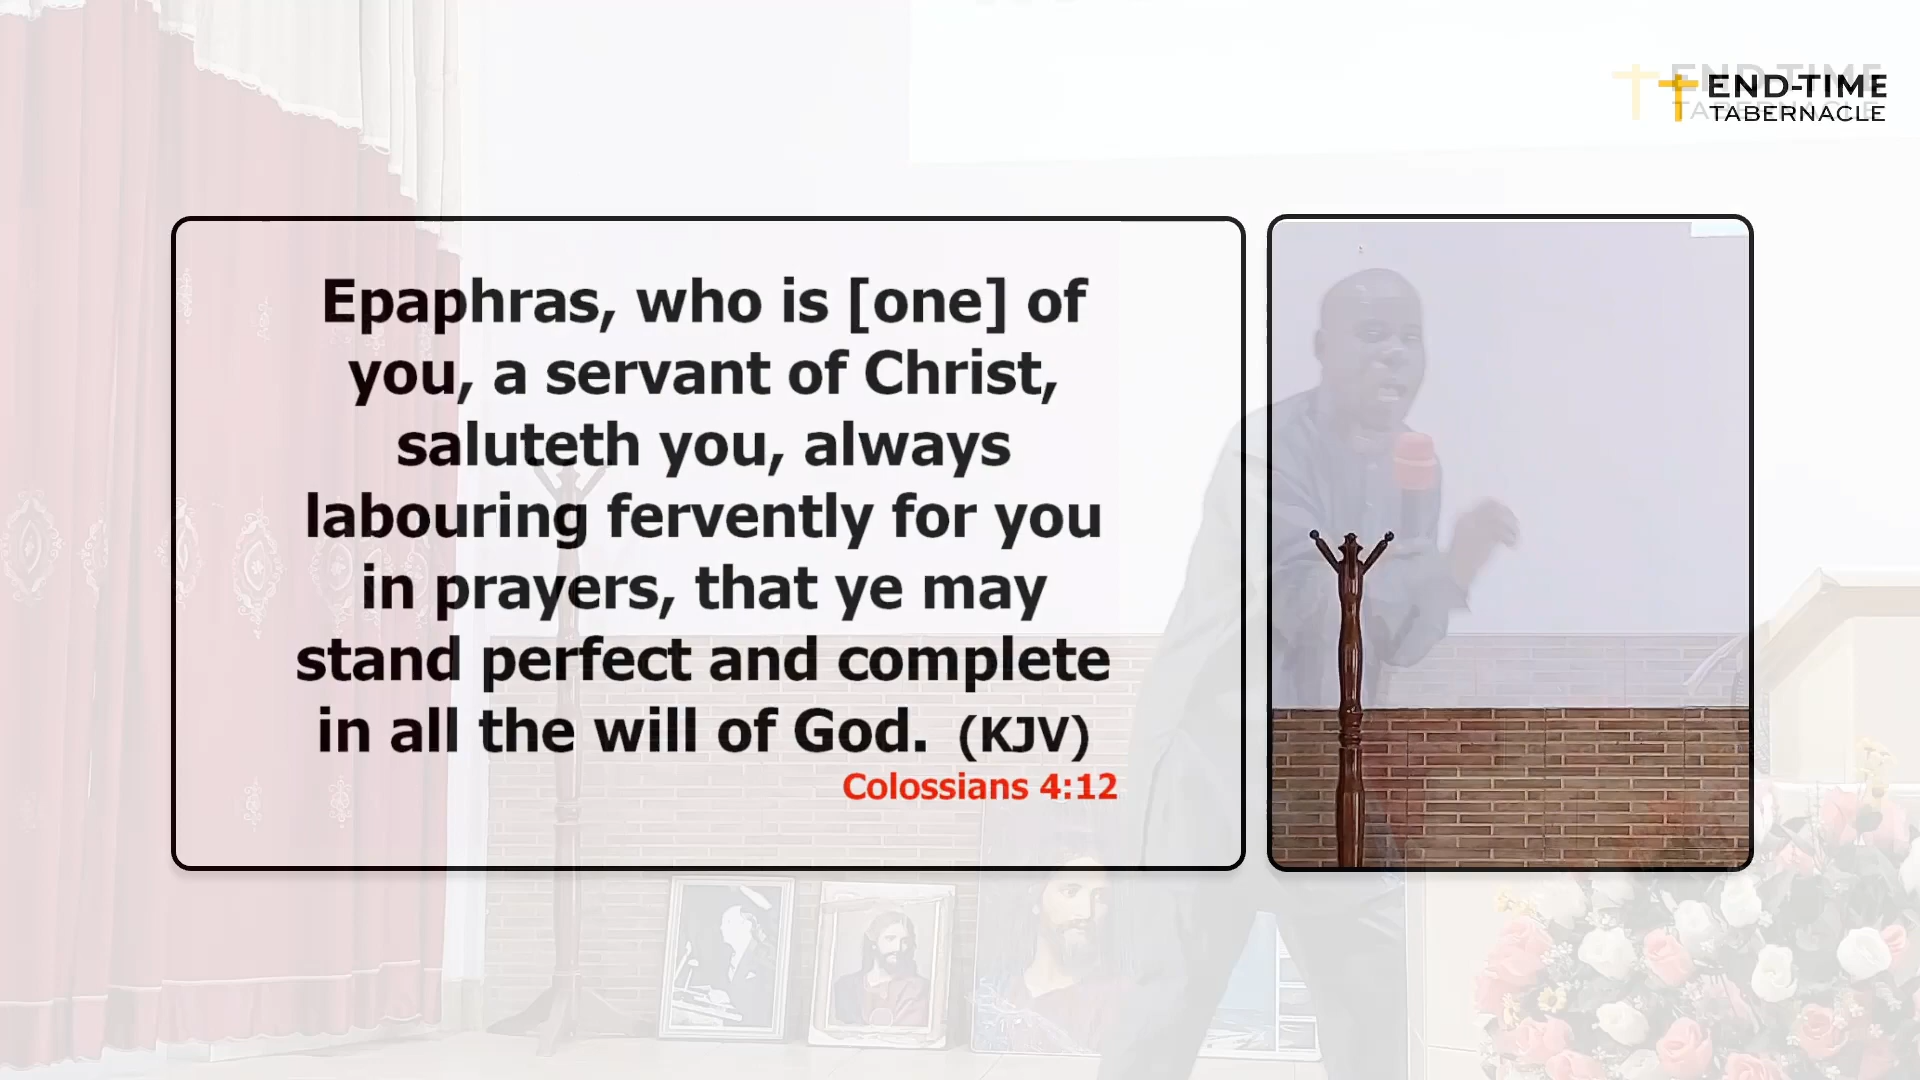 END-TIME
TABERNACLE
Epaphras, who is [one] of
you, a servant of Christ,
saluteth you, always
labouring fervently for you
in prayers, that ye may
stand perfect and complete
in all the will of God. (KJV)
Colossians 4:12